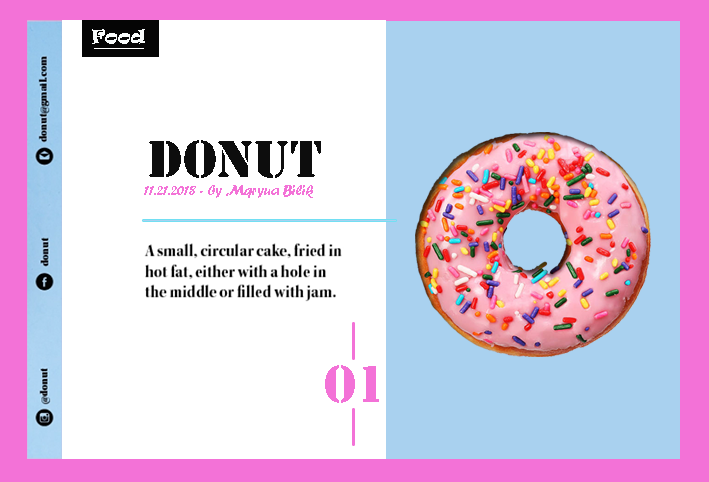 Food
DONUT
11.21.2018 - by Maryna Bilik
A small, circular cake, fried in
hot fat, either with a hole in
the middle or filled with jam.
01
donut@gmail.com
donut
@donut